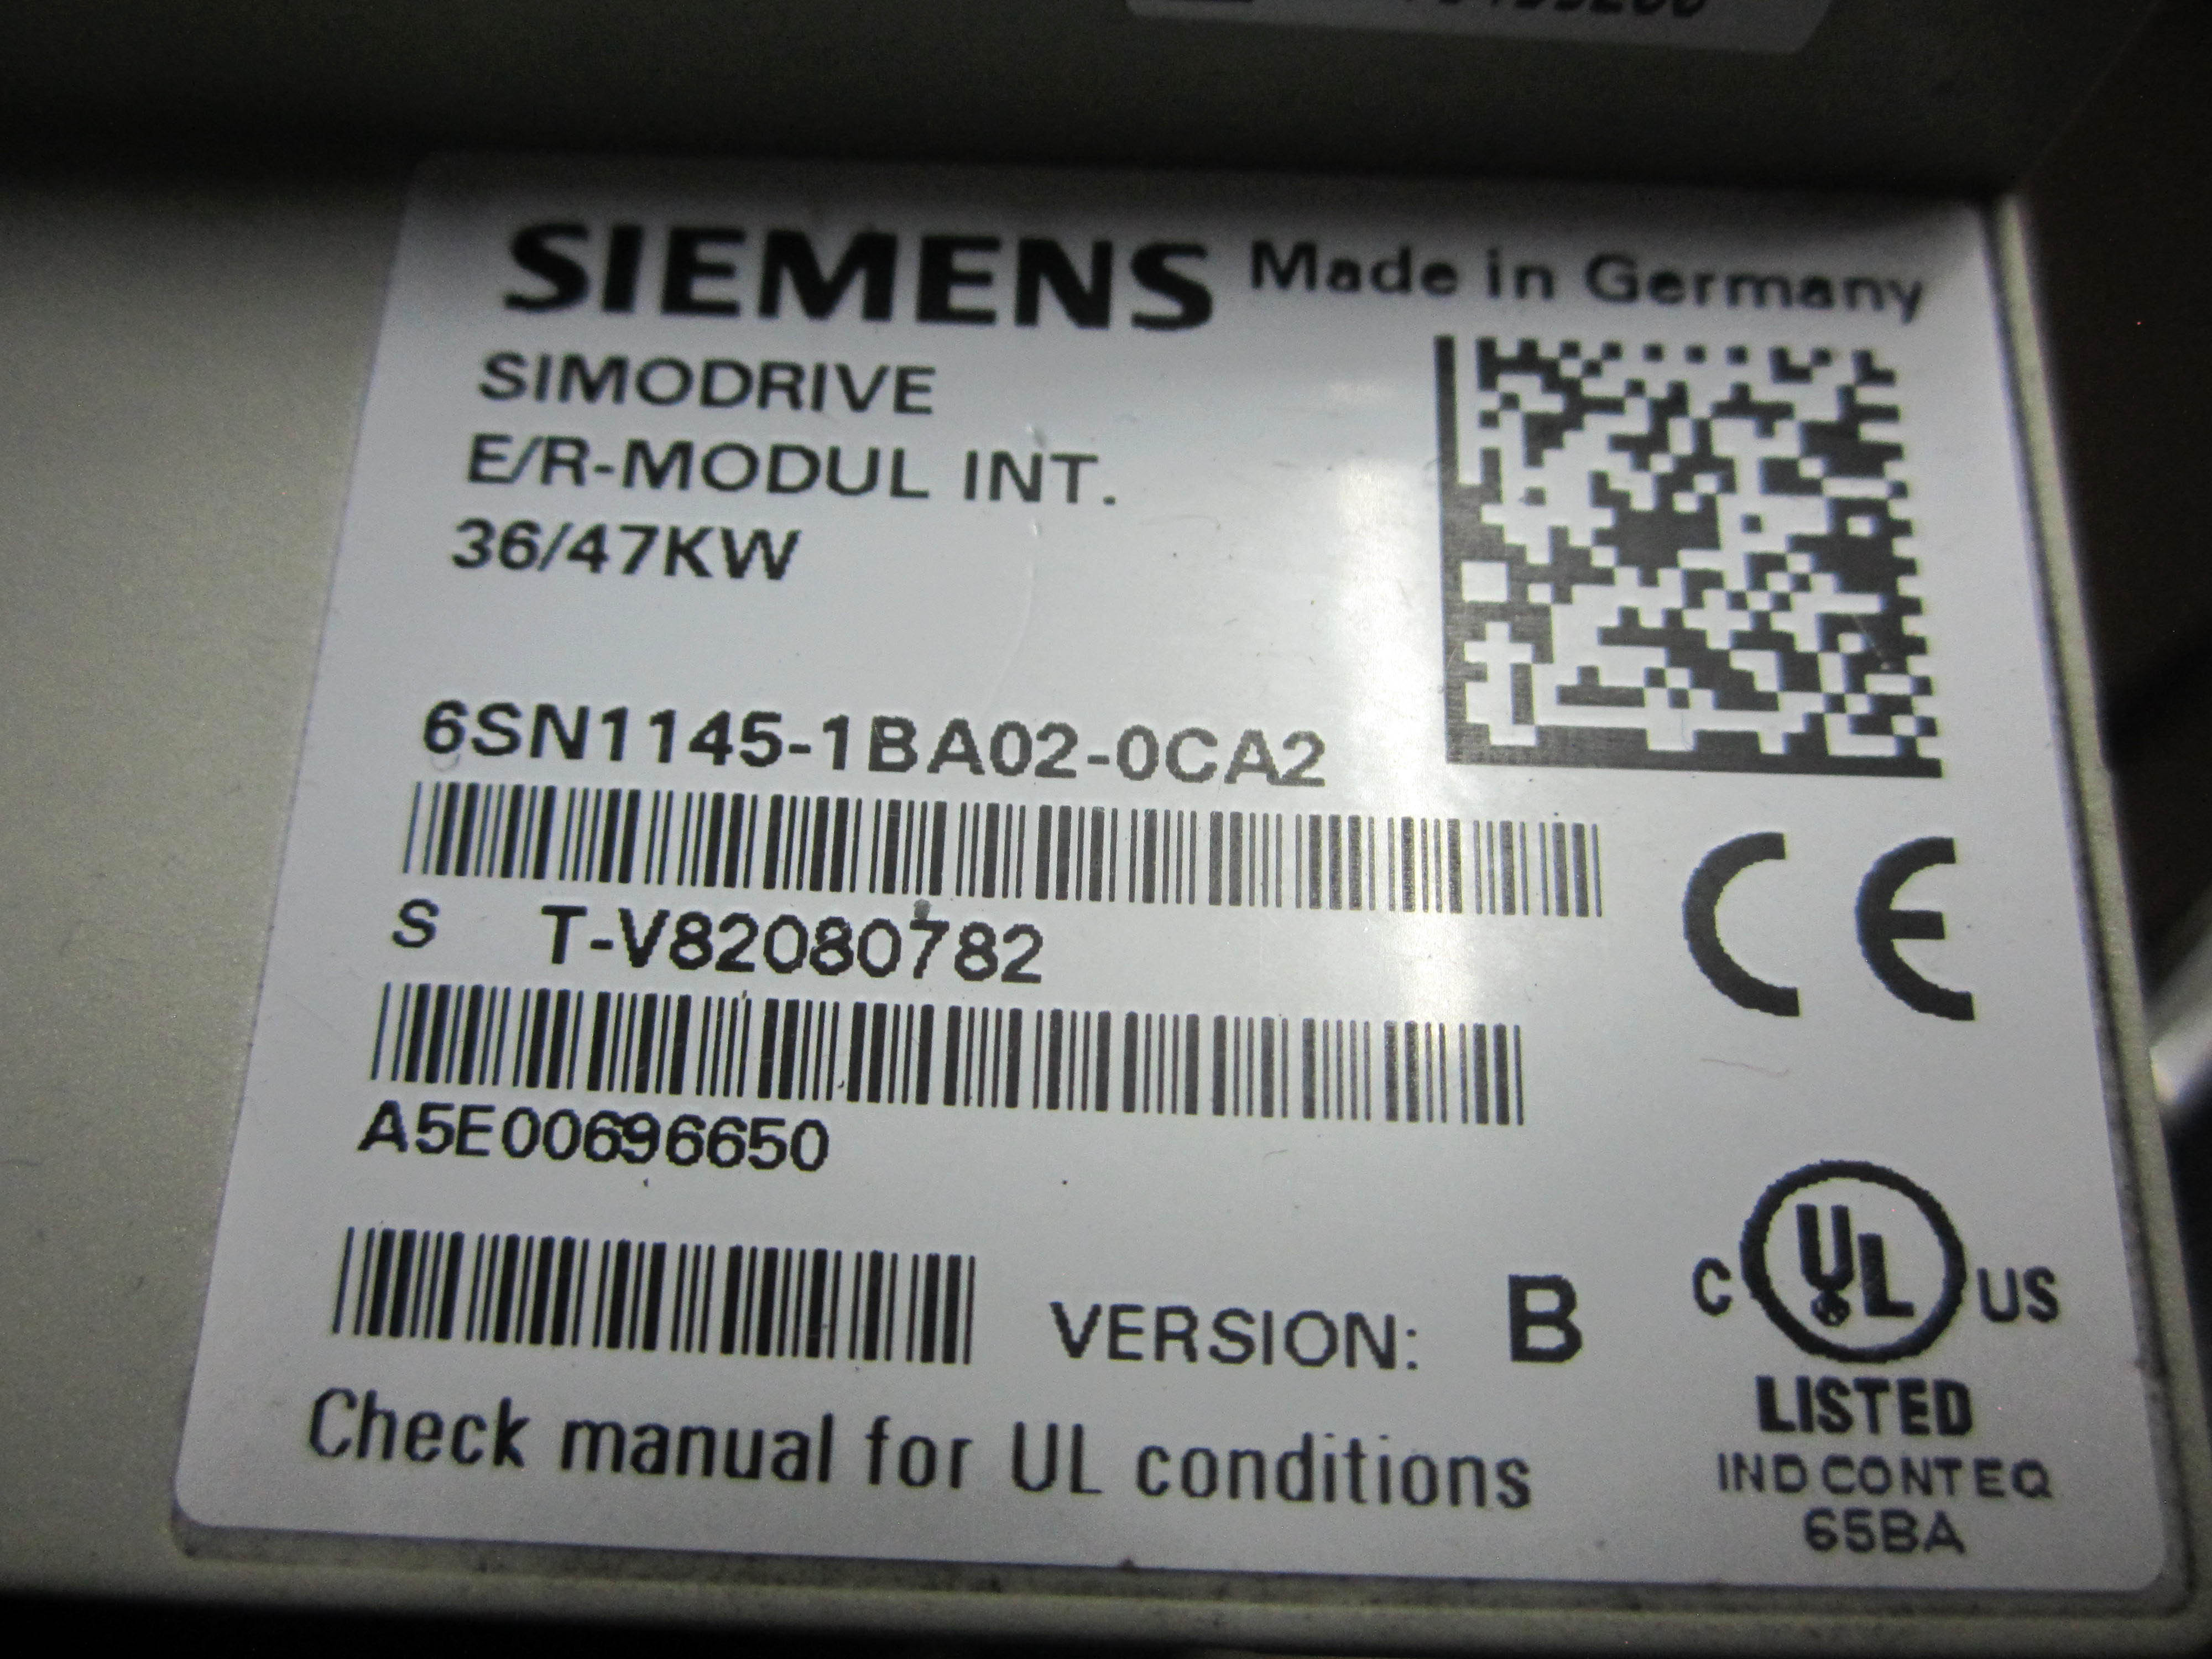 SIEMENS Made in Germany
SIMODRIVE
E/R-MODUL INT.
36/47KW
6SN1145-1BA02-0CA2
S T-V82080782
A5E00696650
VERSION: B
C UL US
LISTED
IND CONT EQ
65BA
Check manual for UL conditions
CE